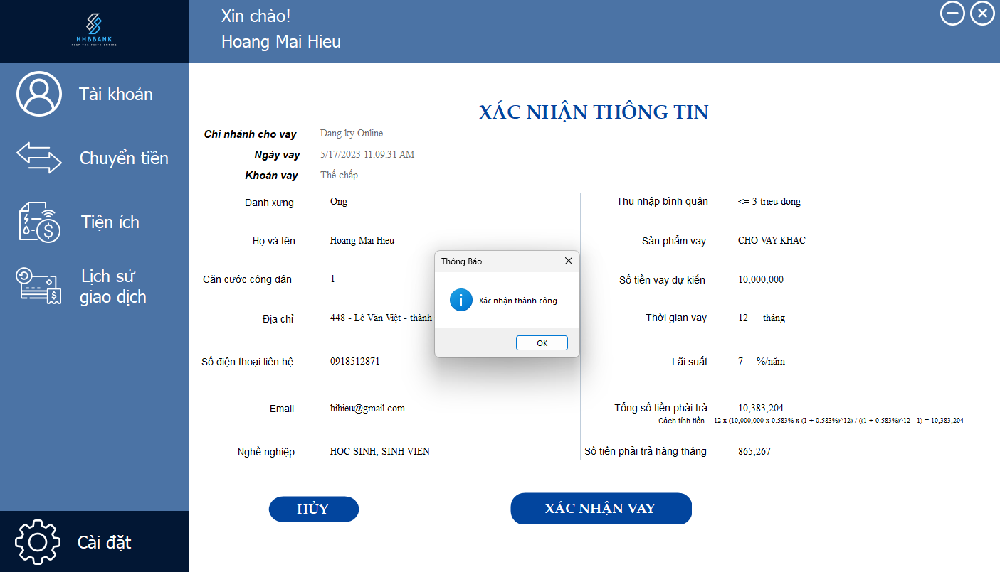 HHBBANK
KEEP THE FAITH ENTIRE
Xin chào!
Hoang Mai Hieu
Tài khoản
Chuyển tiền
Tiện ích
Lịch sử
giao dịch
Cài đặt
XÁC NHẬN THÔNG TIN
Chi nhánh cho vay Dang ky Online
Ngày vay 5/17/2023 11:09:31 AM
Khoản vay Thế chấp
Danh xưng Ong
Họ và tên Hoang Mai Hieu
Căn cước công dân 1
Địa chỉ 448 - Lê Văn Việt - thành
Số điện thoại liên hệ 0918512871
Email hihieu@gmail.com
Nghề nghiệp HOC SINH, SINH VIEN
Thu nhập bình quân <= 3 trieu dong
Sản phẩm vay CHO VAY KHAC
Số tiền vay dự kiến 10,000,000
Thời gian vay 12 tháng
Lãi suất 7 %/năm
Tổng số tiền phải trả 10,383,204
Cách tính tiền 12 x (10,000,000 x 0.583% x (1 + 0.583%)^12) / ((1 + 0.583%)^12 - 1) = 10,383,204
Số tiền phải trả hàng tháng 865,267
Thông Báo
Xác nhận thành công
OK
HỦY
XÁC NHẬN VAY